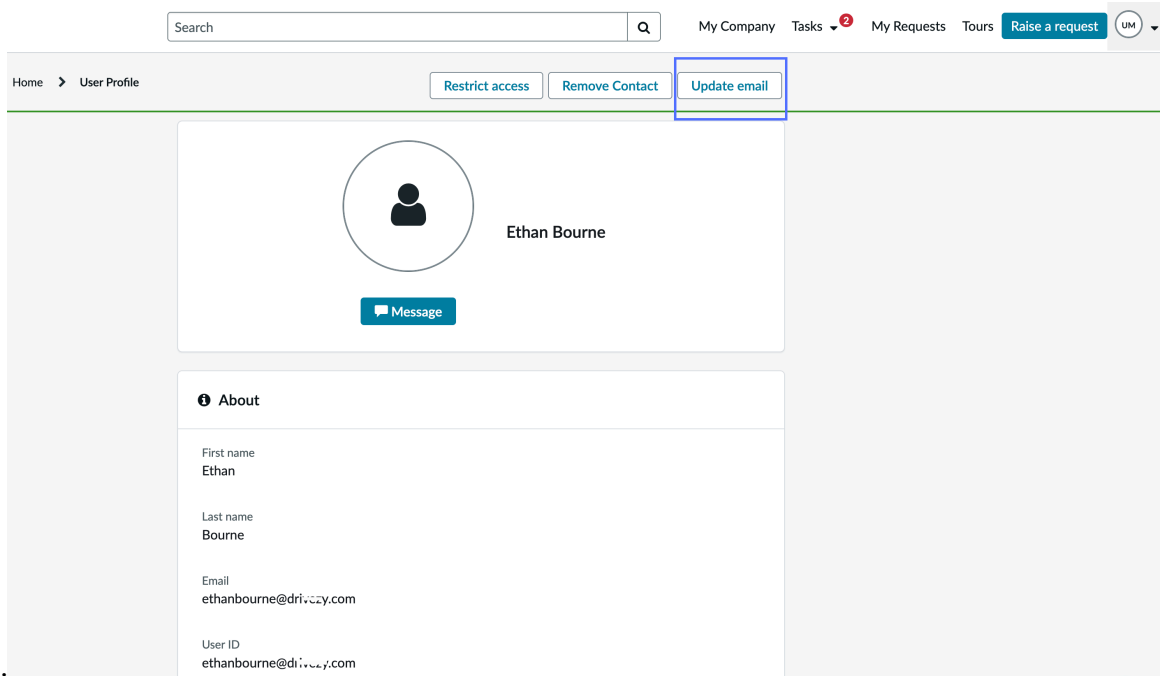 Search
My Company Tasks 2 My Requests Tours Raise a request UM
Home User Profile
Restrict access Remove Contact Update email
Ethan Bourne
Message
About
First name
Ethan
Last name
Bourne
Email
User ID